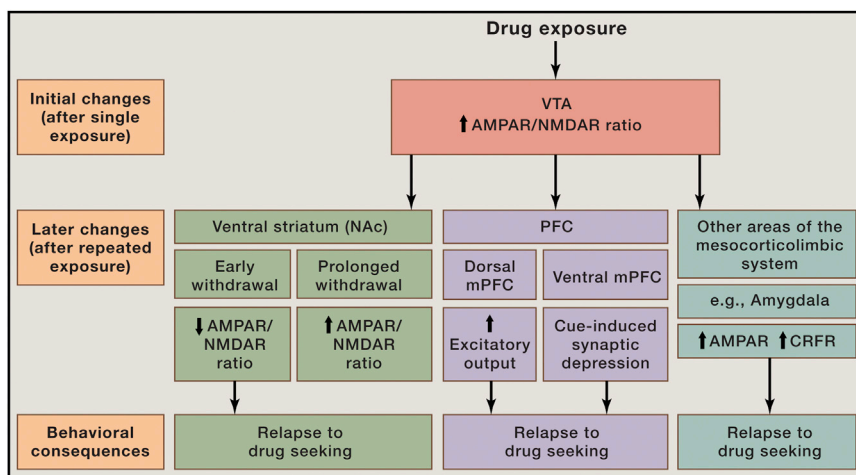 Drug exposure
Initial changes
(after single
exposure)
VTA
⬆AMPAR/NMDAR ratio
Later changes
(after repeated
exposure)
Ventral striatum (NAc)
Early
withdrawal
Prolonged
withdrawal
⬇AMPAR/
NMDAR
ratio
⬆AMPAR/
NMDAR
ratio
PFC
Dorsal
mPFC
Ventral mPFC
⬆
Excitatory
output
Cue-induced
synaptic
depression
Other areas of the
mesocorticolimbic
system
e.g., Amygdala
⬆AMPAR ⬆CRFR
Behavioral
consequences
Relapse to
drug seeking
Relapse to
drug seeking
Relapse to
drug seeking